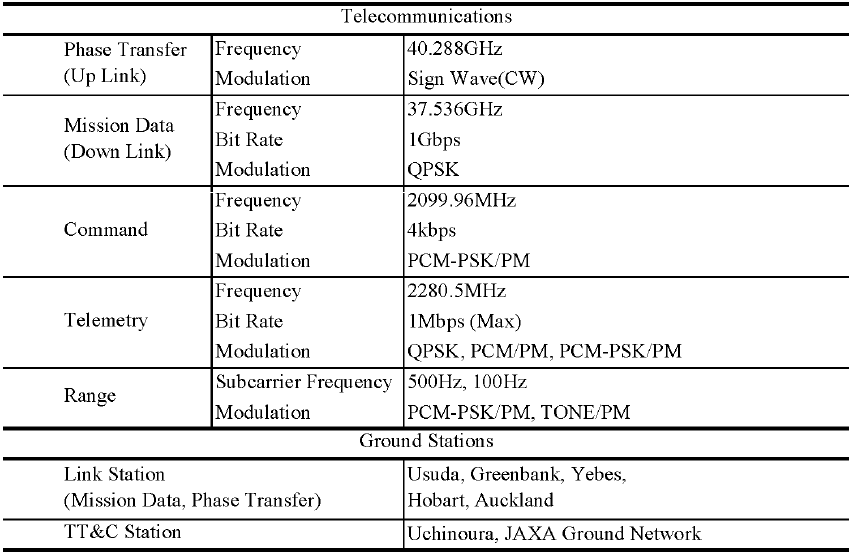 Telecommunications
Phase Transfer
(Up Link)
Frequency 40.288GHz
Modulation Sign Wave(CW)
Mission Data
(Down Link)
Frequency 37.536GHz
Bit Rate 1Gbps
Modulation QPSK
Command
Frequency 2099.96MHz
Bit Rate 4kbps
Modulation PCM-PSK/PM
Telemetry
Frequency 2280.5MHz
Bit Rate 1Mbps (Max)
Modulation QPSK, PCM/PM, PCM-PSK/PM
Range
Subcarrier Frequency 500Hz, 100Hz
Modulation PCM-PSK/PM, TONE/PM
Ground Stations
Link Station
(Mission Data, Phase Transfer)
Usuda, Greenbank, Yebes,
Hobart, Auckland
TT&C Station Uchinoura, JAXA Ground Network